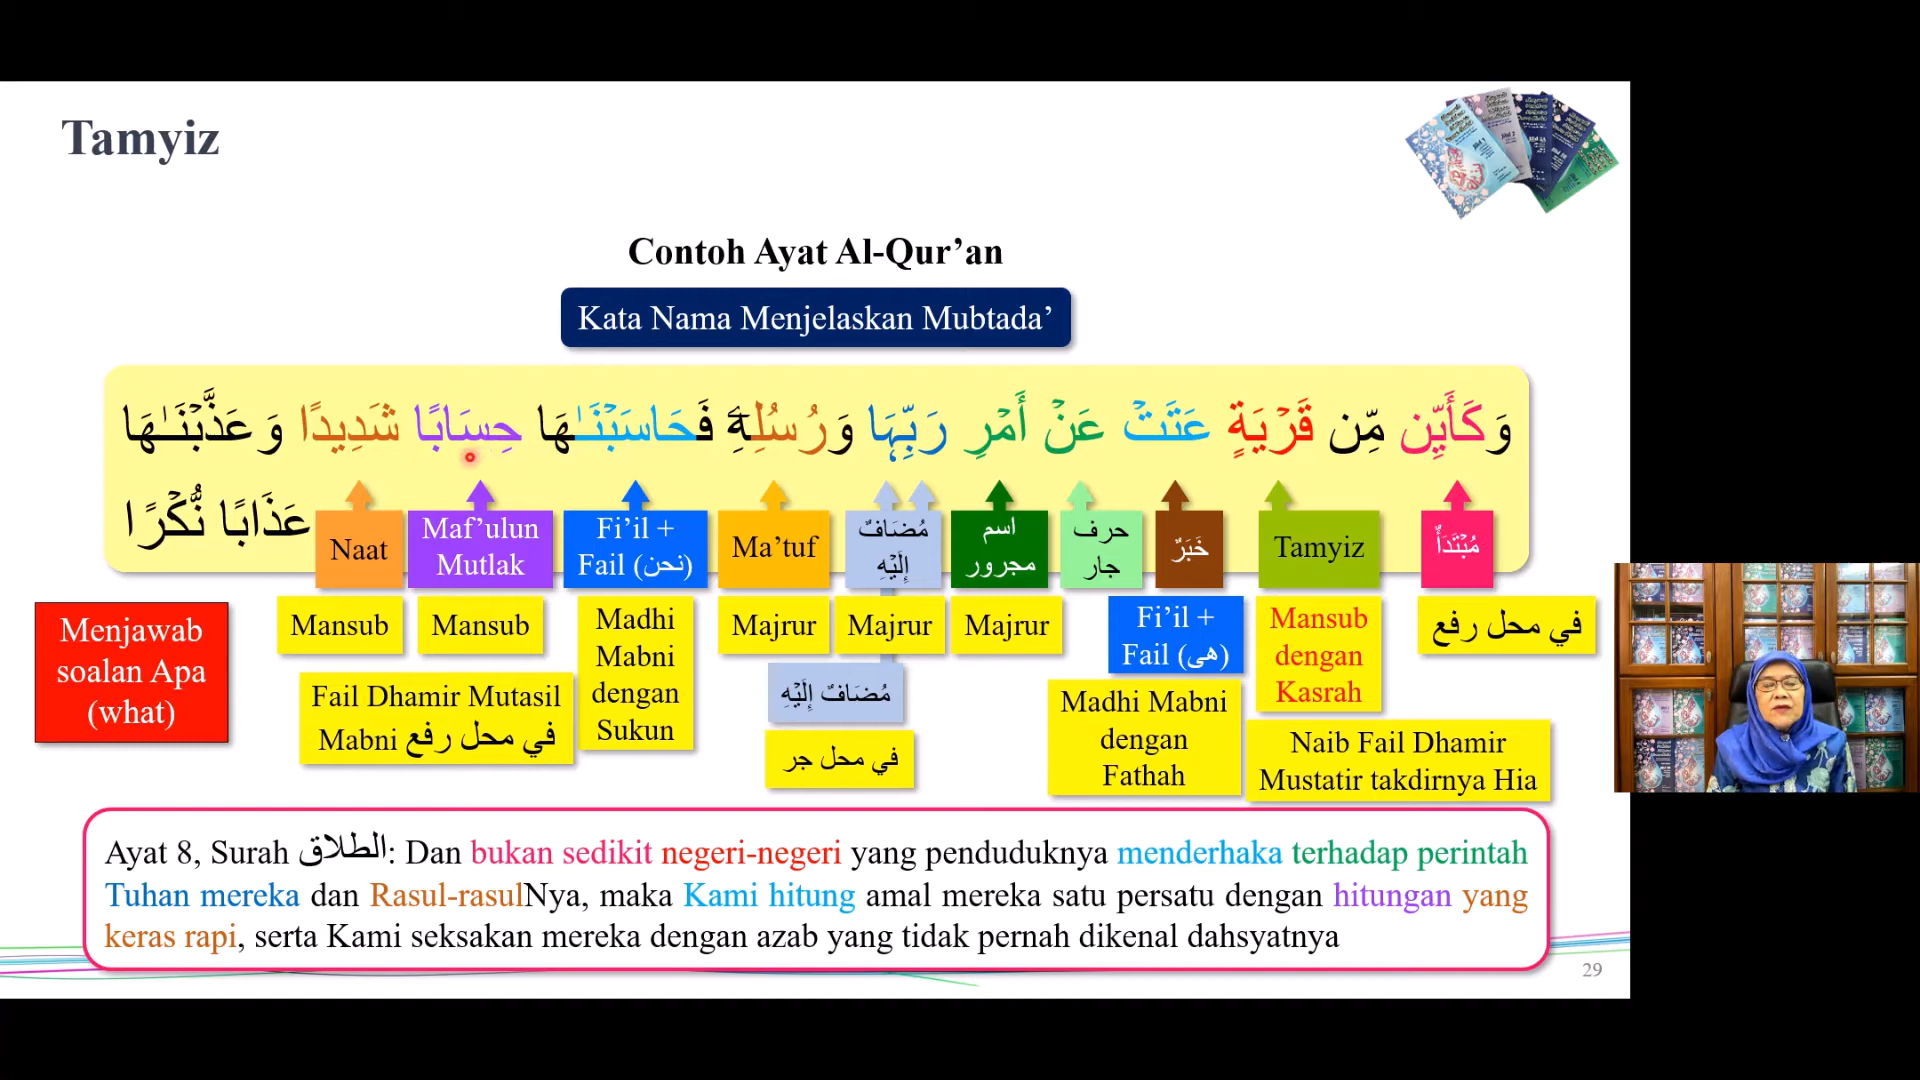 Tamyiz
Contoh Ayat Al-Qur’an
Kata Nama Menjelaskan Mubtada’
وَكَأَيِّن مِّن قَرۡيَةٍ عَتَتۡ عَنۡ أَمۡرِ رَبِّهَا وَرُسُلِهِۦ فَحَاسَبۡنَـٰهَا حِسَابًا شَدِيدًا وَعَذَّبۡنَـٰهَا
عَذَابًا نُّكۡرًا
مُبۡتَدَأٌ
Tamyiz
خَبَرٌ
حرف
جار
اسم
مجرور
مُضَافٌ
إِلَيۡهِ
Ma’tuf
Fi’il +
Fail (نحن)
Maf’ulun
Mutlak
Naat
في محل رفع
Mansub
dengan
Kasrah
Fi’il +
Fail (هى)
Majrur
Majrur
Majrur
Madhi
Mabni
dengan
Sukun
Mansub
Mansub
Menjawab
soalan Apa
(what)
Fail Dhamir Mutasil
Mabni في محل رفع
مُضَافٌ إِلَيۡهِ
في محل جر
Madhi Mabni
dengan
Fathah
Naib Fail Dhamir
Mustatir takdirnya Hia
Ayat 8, Surah الطلاق: Dan bukan sedikit negeri-negeri yang penduduknya menderhaka terhadap perintah
Tuhan mereka dan Rasul-rasulNya, maka Kami hitung amal mereka satu persatu dengan hitungan yang
keras rapi, serta Kami seksakan mereka dengan azab yang tidak pernah dikenal dahsyatnya
29